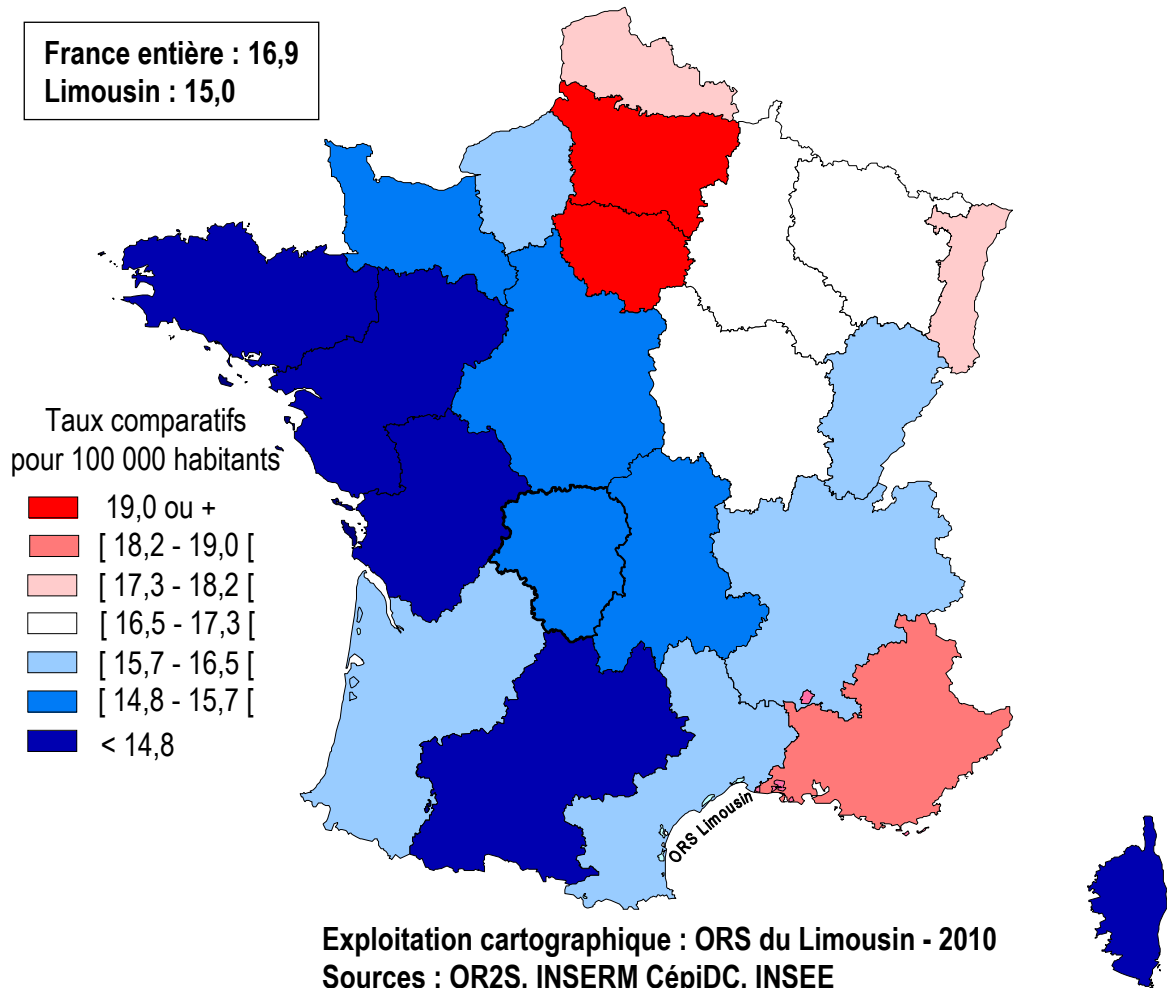 France entière : 16,9
Limousin : 15,0
Taux comparatifs
pour 100 000 habitants
19,0 ou +
[ 18,2 - 19,0 [
[ 17,3 - 18,2 [
[ 16,5 - 17,3 [
[ 15,7 - 16,5 [
[ 14,8 - 15,7 [
< 14,8
ORS Limousin
Exploitation cartographique : ORS du Limousin - 2010
Sources : OR2S, INSERM CépiDC, INSEE